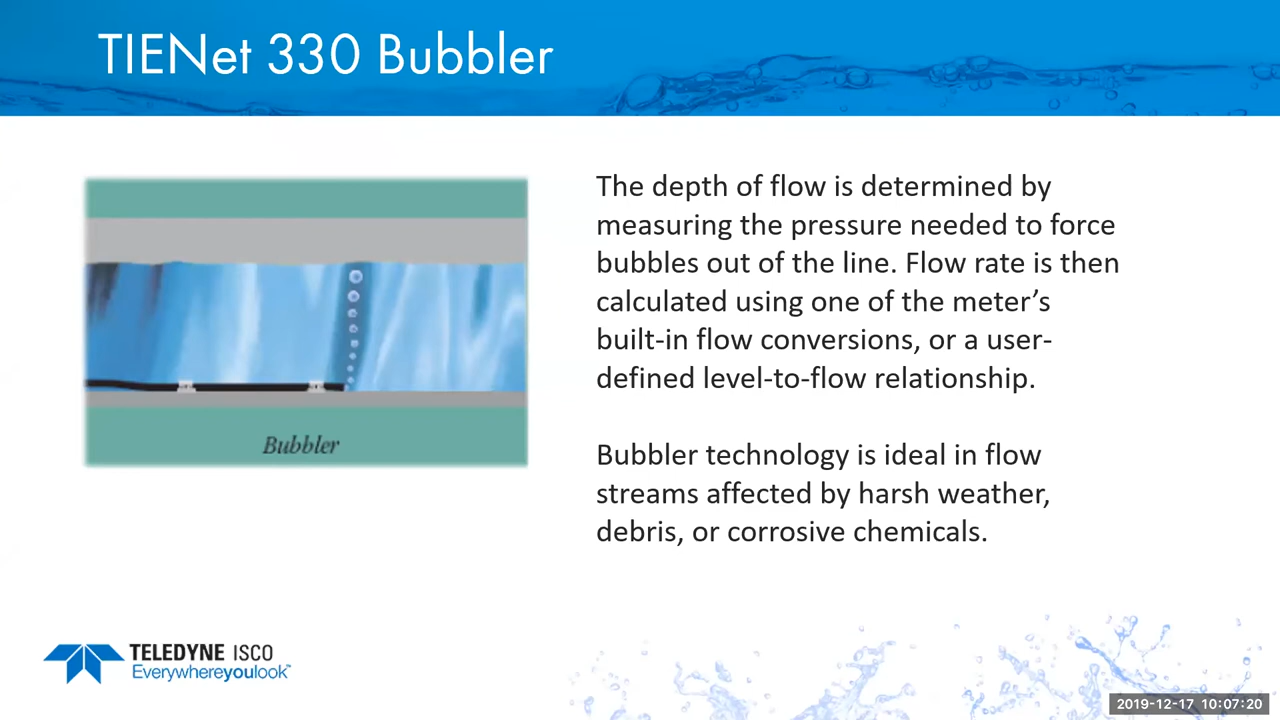 TIENet 330 Bubbler
The depth of flow is determined by
measuring the pressure needed to force
bubbles out of the line. Flow rate is then
calculated using one of the meter’s
built-in flow conversions, or a user-
defined level-to-flow relationship.
Bubbler technology is ideal in flow
streams affected by harsh weather,
debris, or corrosive chemicals.
Bubbler
TELEDYNE ISCO
Everywhereyoulook™
2019-12-17 10:07:20